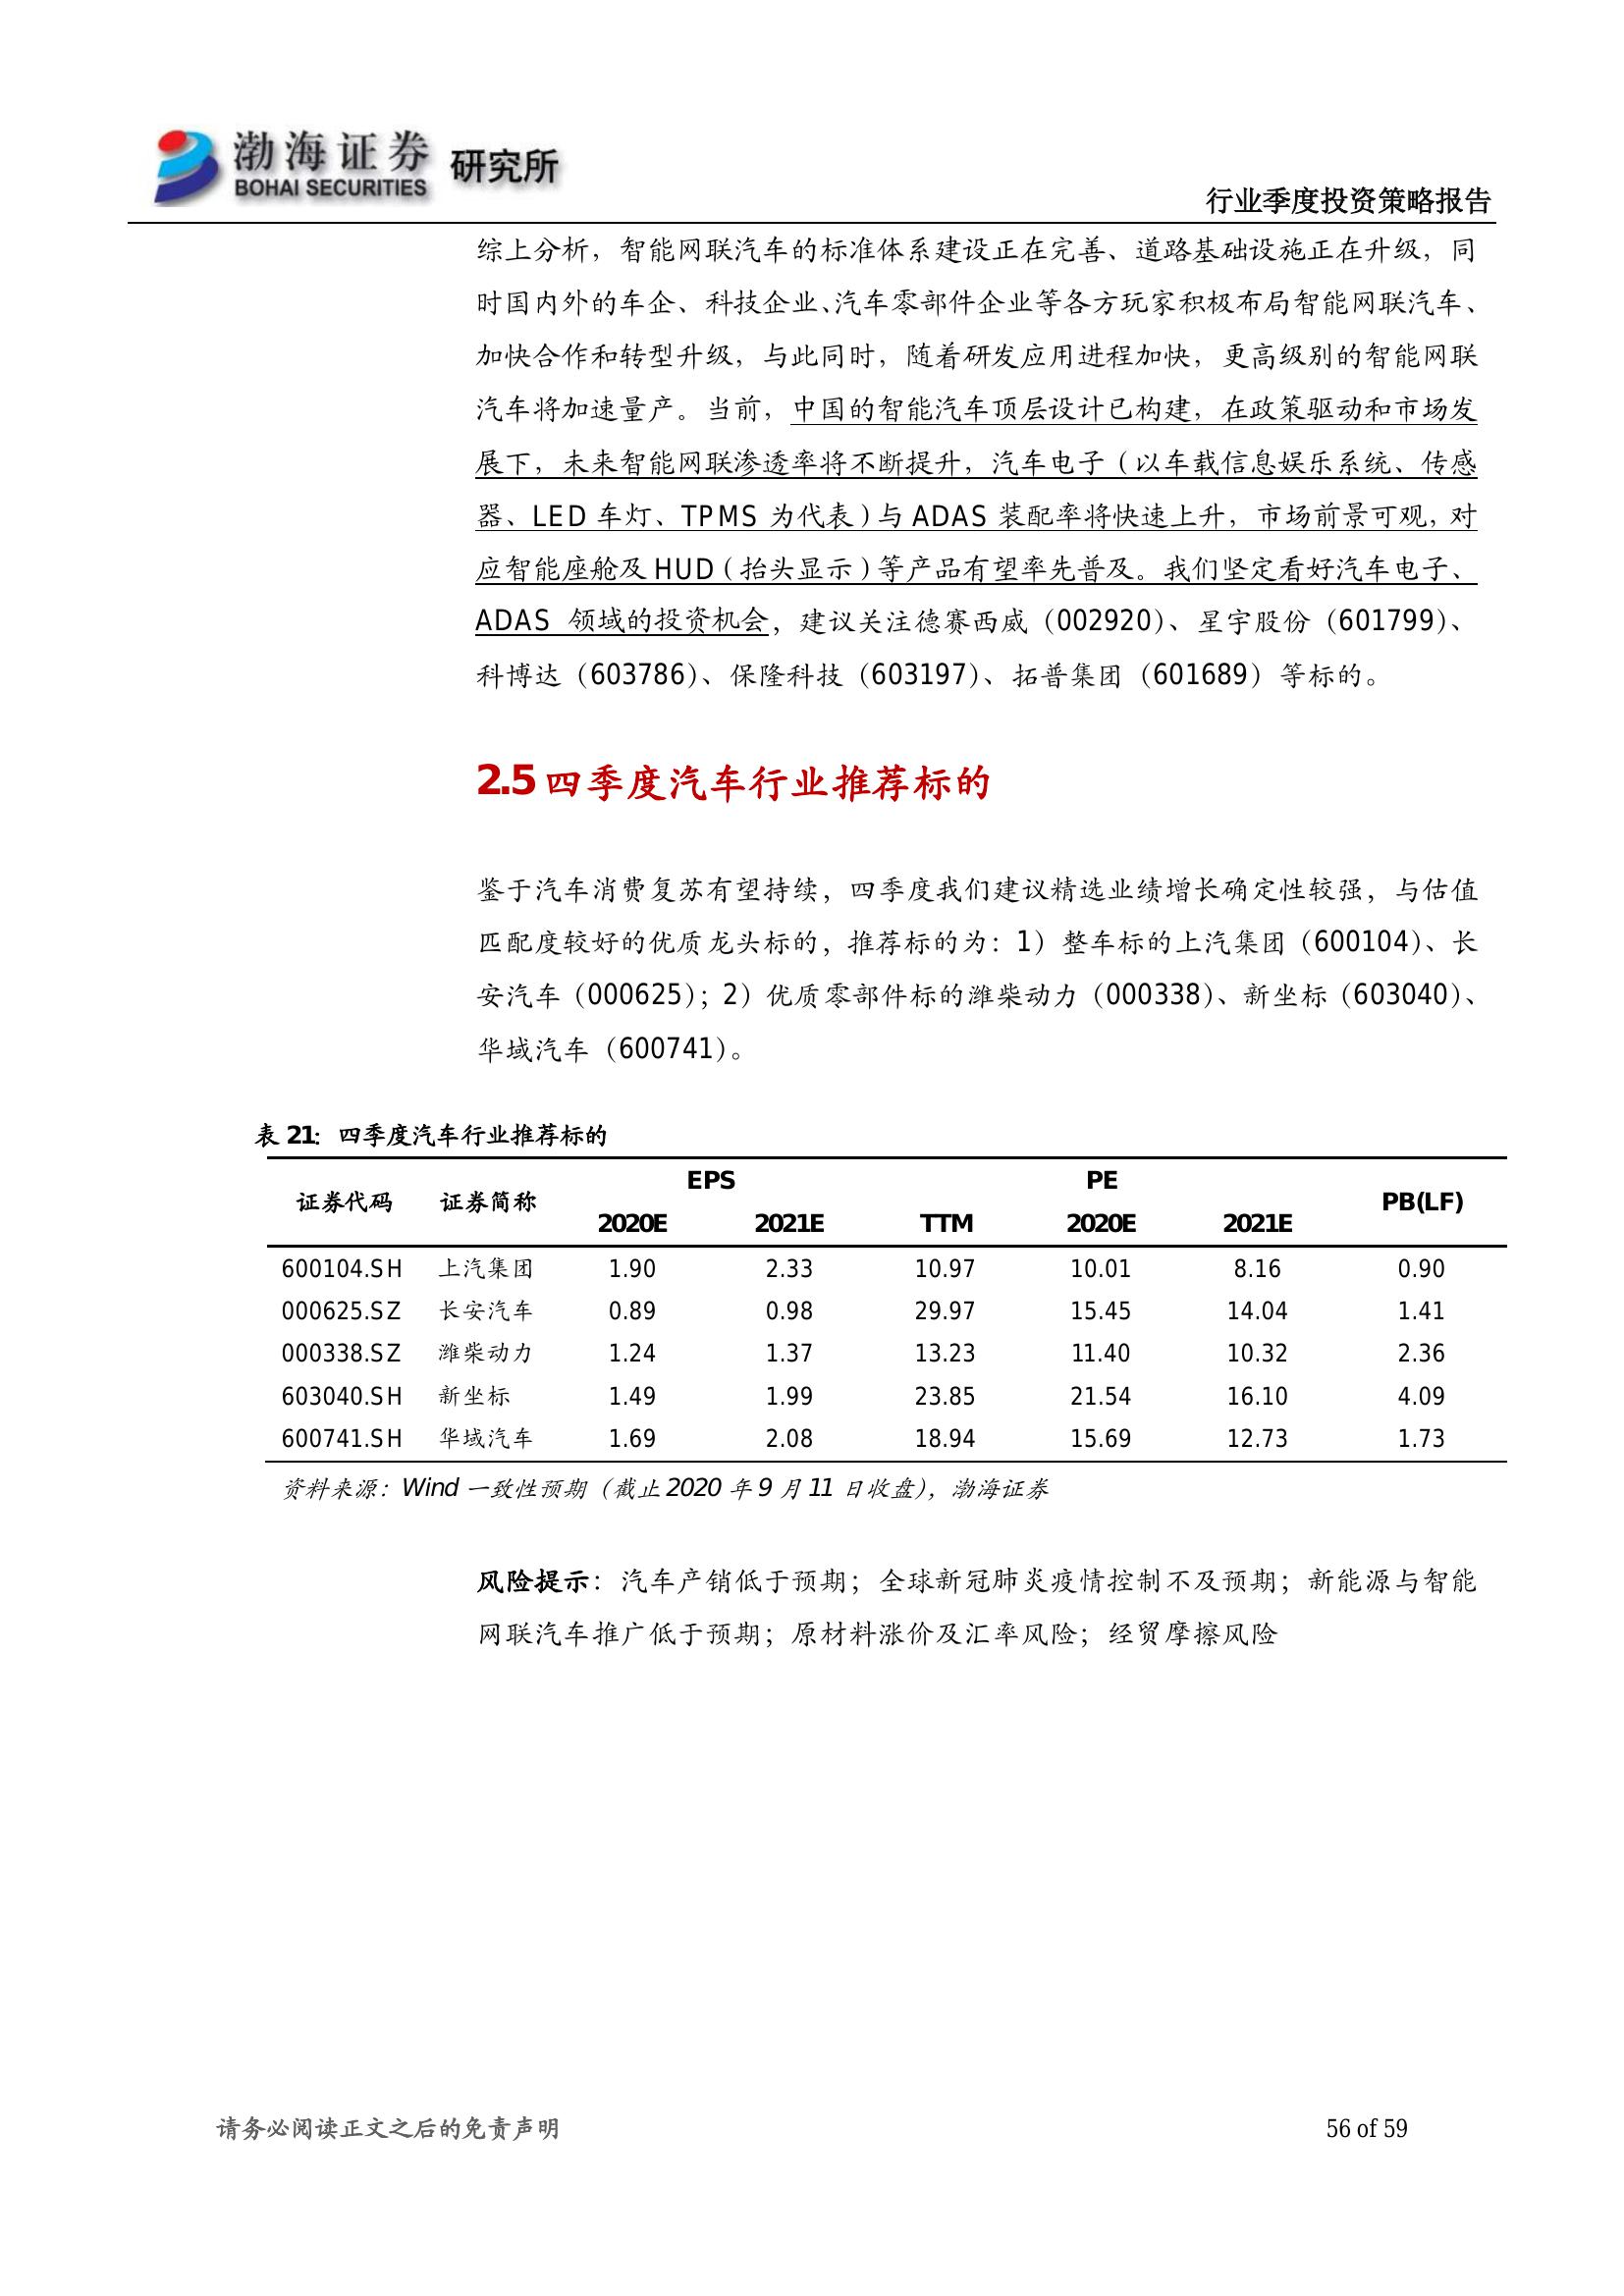 渤海证券 研究所
BOHAI SECURITIES
行业季度投资策略报告
综上分析，智能网联汽车的标准体系建设正在完善、道路基础设施正在升级，同
时国内外的车企、科技企业、汽车零部件企业等各方玩家积极布局智能网联汽车、
加快合作和转型升级，与此同时，随着研发应用进程加快，更高级别的智能网联
汽车将加速量产。当前，中国的智能汽车顶层设计已构建，在政策驱动和市场发
展下，未来智能网联渗透率将不断提升，汽车电子（以车载信息娱乐系统、传感
器、LED 车灯、TPMS 为代表）与 ADAS 装配率将快速上升，市场前景可观，对
应智能座舱及 HUD（抬头显示）等产品有望率先普及。我们坚定看好汽车电子、
ADAS 领域的投资机会，建议关注德赛西威（002920）、星宇股份（601799）、
科博达（603786）、保隆科技（603197）、拓普集团（601689）等标的。
2.5 四季度汽车行业推荐标的
鉴于汽车消费复苏有望持续，四季度我们建议精选业绩增长确定性较强，与估值
匹配度较好的优质龙头标的，推荐标的为：1）整车标的上汽集团（600104）、长
安汽车（000625）；2）优质零部件标的潍柴动力（000338）、新坐标（603040）、
华域汽车（600741）。
表 21：四季度汽车行业推荐标的
证券代码 证券简称 EPS PE PB(LF)
2020E 2021E TTM 2020E 2021E
600104.SH 上汽集团 1.90 2.33 10.97 10.01 8.16 0.90
000625.SZ 长安汽车 0.89 0.98 29.97 15.45 14.04 1.41
000338.SZ 潍柴动力 1.24 1.37 13.23 11.40 10.32 2.36
603040.SH 新坐标 1.49 1.99 23.85 21.54 16.10 4.09
600741.SH 华域汽车 1.69 2.08 18.94 15.69 12.73 1.73
资料来源：Wind 一致性预期（截止 2020 年 9 月 11 日收盘），渤海证券
风险提示：汽车产销低于预期；全球新冠肺炎疫情控制不及预期；新能源与智能
网联汽车推广低于预期；原材料涨价及汇率风险；经贸摩擦风险
请务必阅读正文之后的免责声明 56 of 59